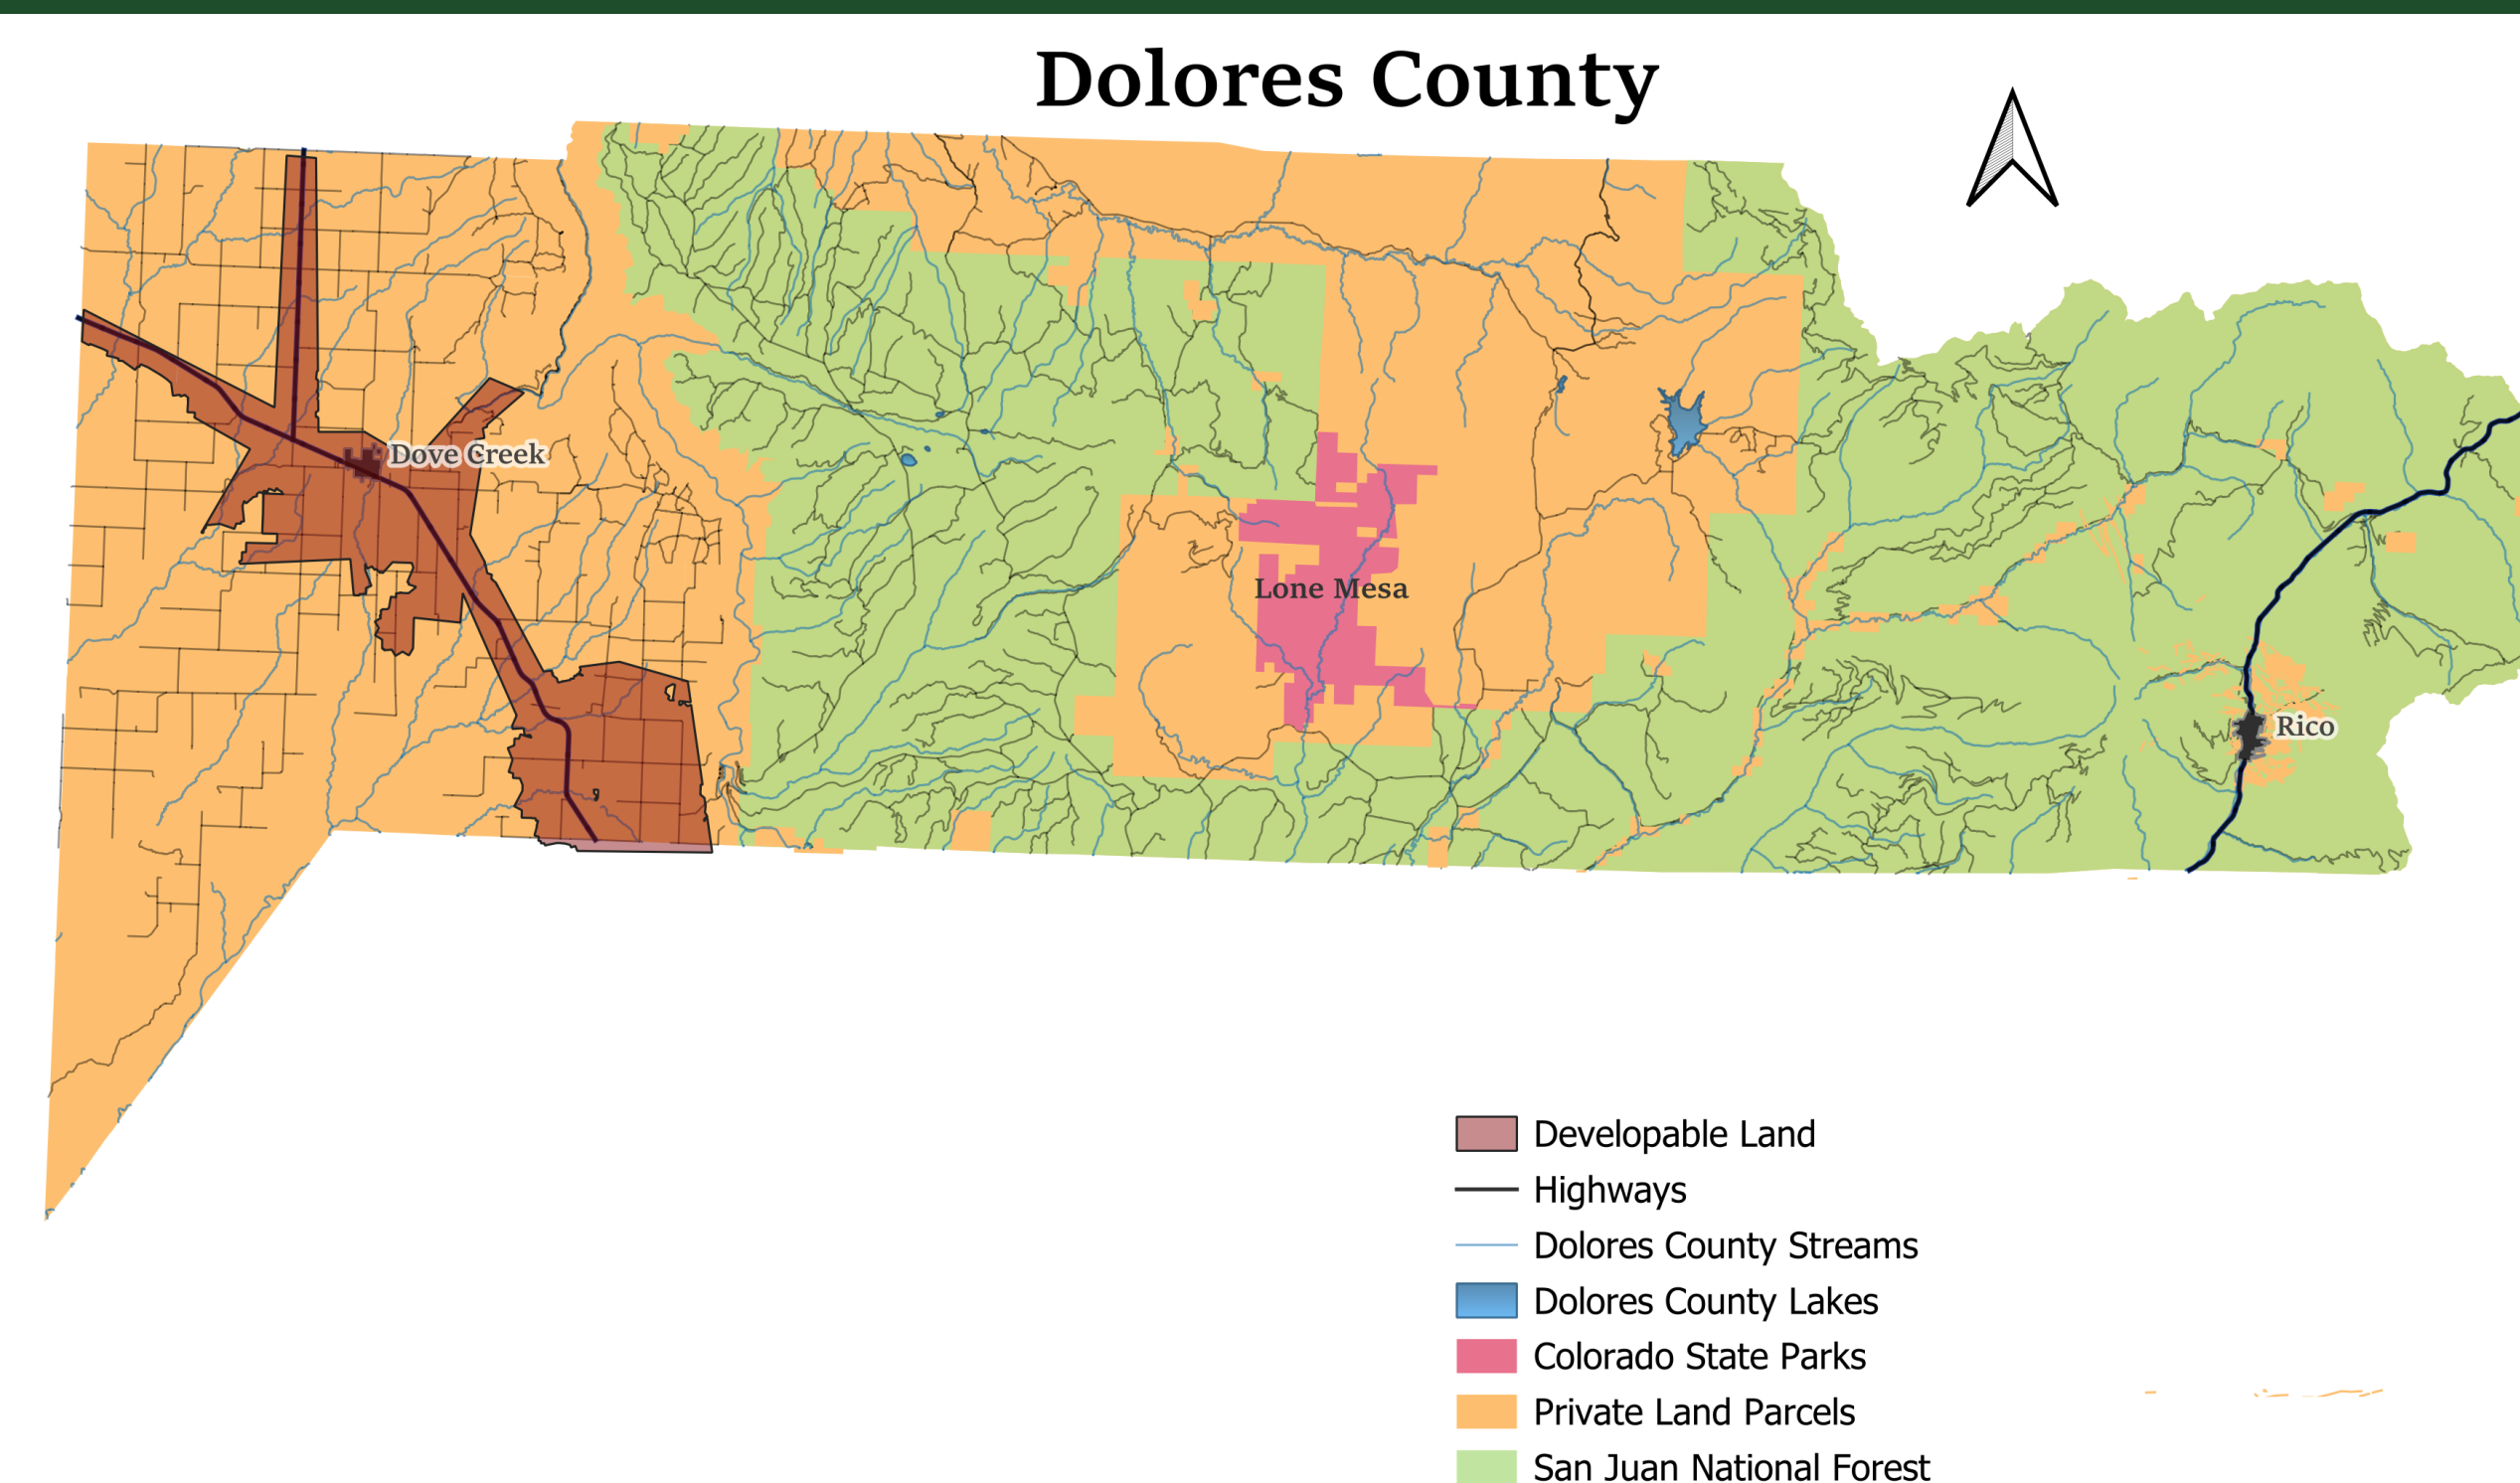 Dolores County
Dove Creek
Lone Mesa
Rico
Developable Land
Highways
Dolores County Streams
Dolores County Lakes
Colorado State Parks
Private Land Parcels
San Juan National Forest